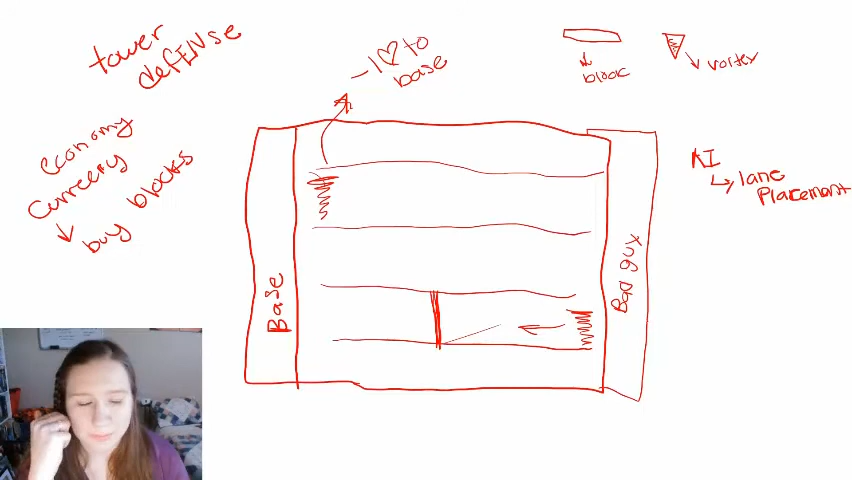 tower
defense
-1♡ to
base
block
vortex
economy
currency
↓ buy blocks
AI
↳ lane
Placement
Base
Bad guy